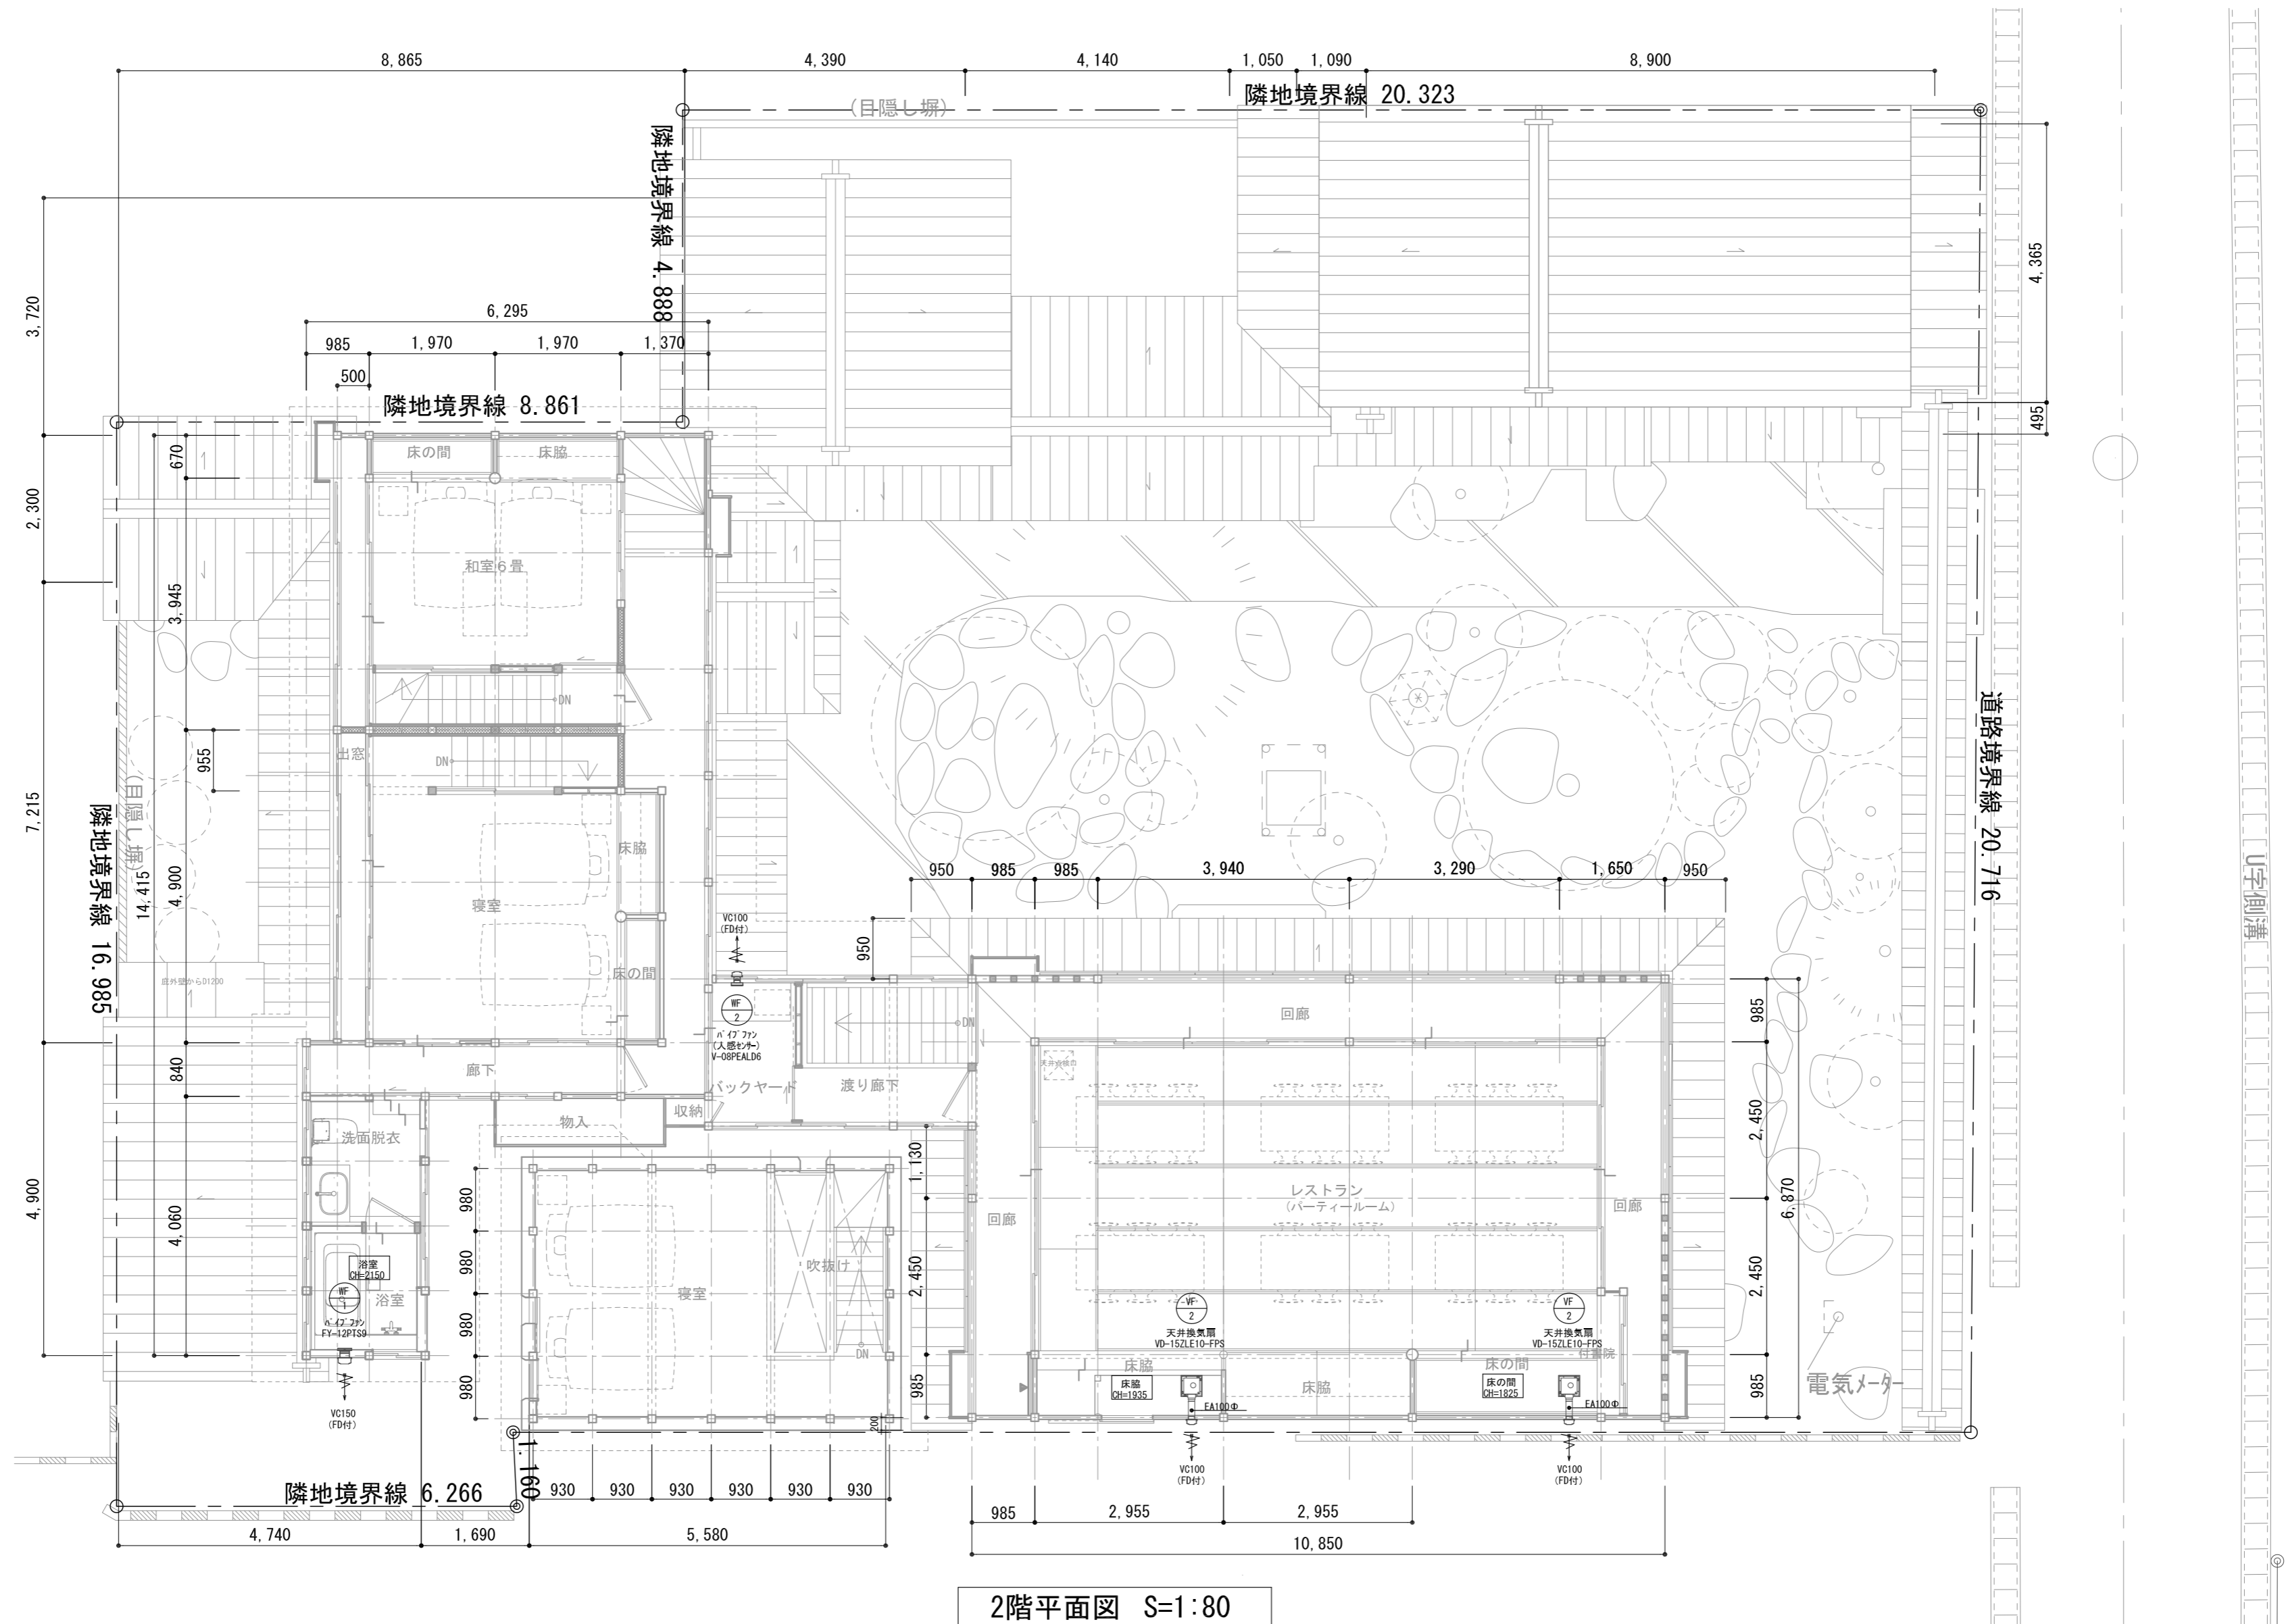 8,865
4,390
4,140
1,050
1,090
8,900
隣地境界線 20.323
(目隠し塀)
隣地境界線 4.888
4,365
495
3,720
2,300
7,215
4,900
6,295
985
1,970
1,970
1,370
500
隣地境界線 8.861
670
3,945
955
14,415
4,900
840
4,060
床の間
床脇
和室6畳
DN
出窓
DN
(目隠し塀)
隣地境界線 16.985
床脇
寝室
床の間
庇外壁からD1200
道路境界線 20.716
U字側溝
950
985
985
3,940
3,290
1,650
950
950
VC100
(FD付)
WF
2
パイプファン
(人感センサー)
V-08PEALD6
DN
回廊
985
2,450
6,870
2,450
985
廊下
バックヤード
渡り廊下
収納
物入
洗面脱衣
1,130
2,450
985
レストラン
(パーティールーム)
回廊
回廊
980
980
980
980
寝室
吹抜け
DN
浴室
CH=2150
WF
1
浴室
パイプファン
FY-12PTS9
VC150
(FD付)
VF
2
天井換気扇
VD-15ZLE10-FPS
VF
2
天井換気扇
VD-15ZLE10-FPS
付書院
床脇
床脇
CH=1935
床脇
床の間
床の間
CH=1825
EA100Φ
EA100Φ
VC100
(FD付)
VC100
(FD付)
電気メーター
200
1.160
隣地境界線 6.266
930
930
930
930
930
930
4,740
1,690
5,580
985
2,955
2,955
10,850
2階平面図 S=1:80